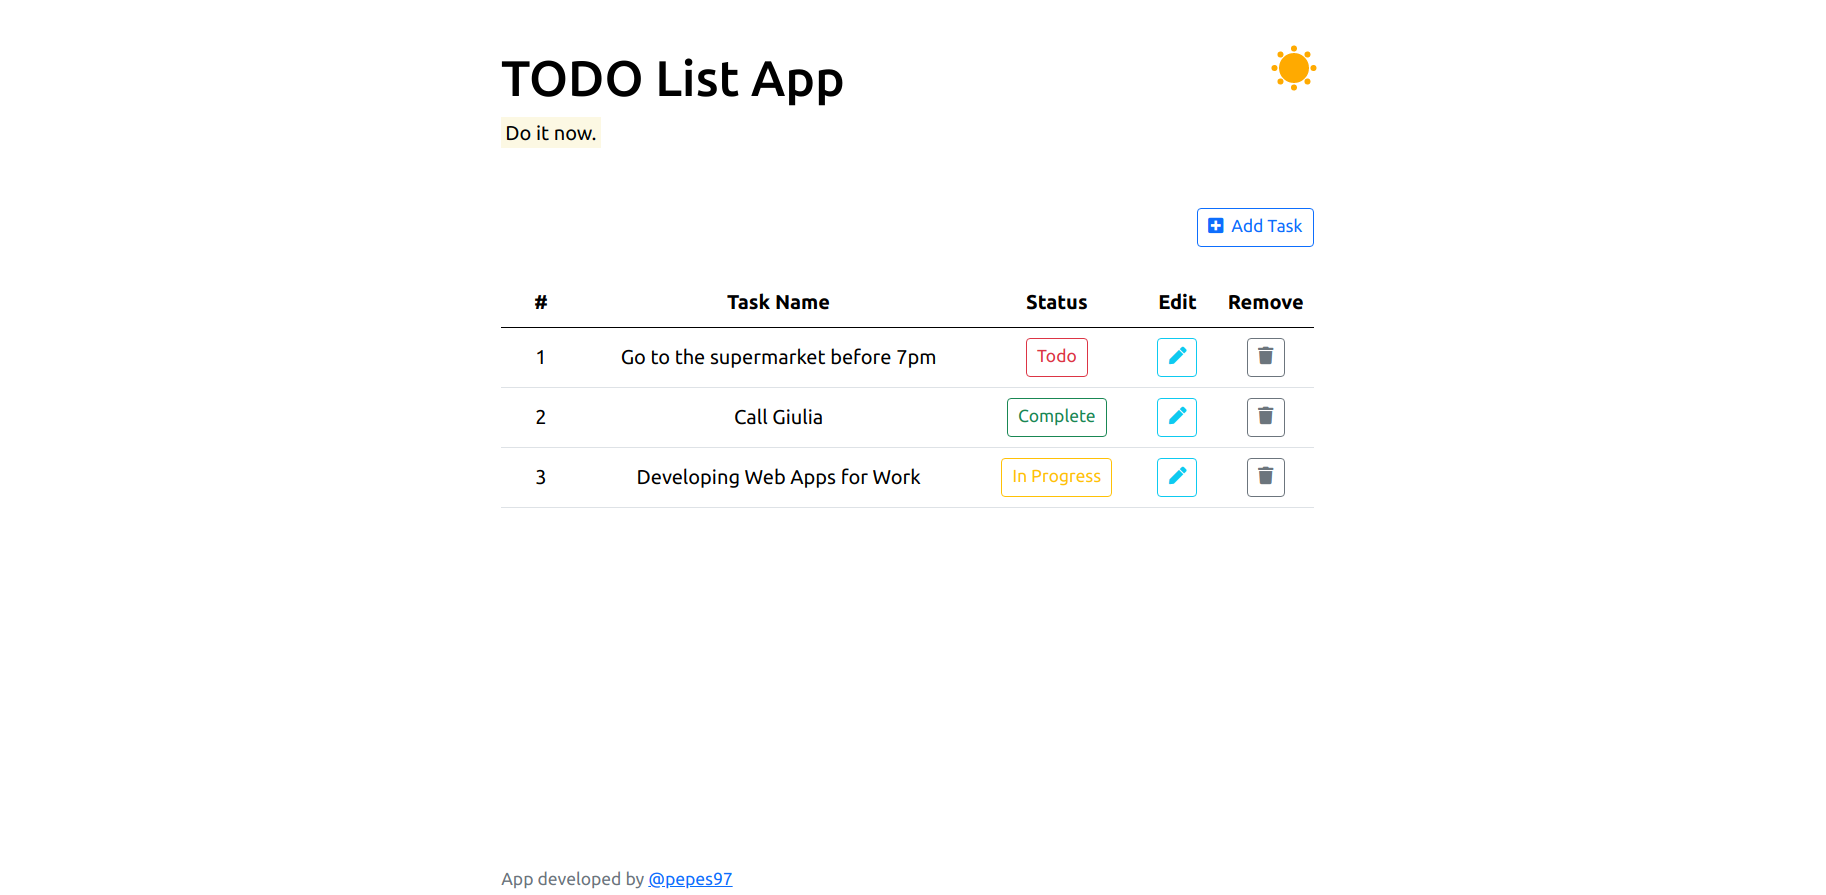 TODO List App
Do it now.
Add Task
# Task Name Status Edit Remove
1 Go to the supermarket before 7pm Todo
2 Call Giulia Complete
3 Developing Web Apps for Work In Progress
App developed by @pepes97